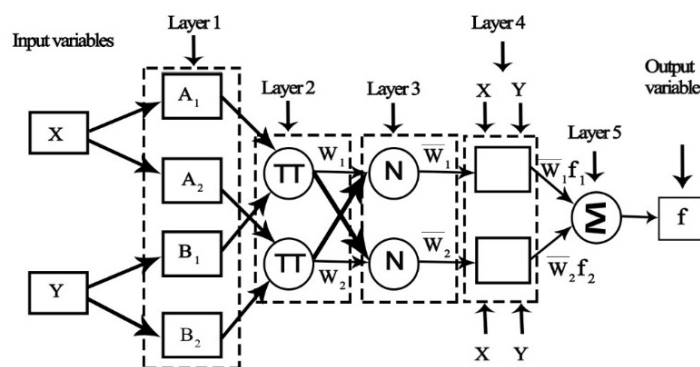 Input variables
Layer 1
Layer 2
Layer 3
Layer 4
Layer 5
Output
variable
X
Y
A₁
A₂
B₁
B₂
TT
TT
W₁
W₂
N
N
W̅₁
W̅₂
X Y
X Y
W̅₁f₁
W̅₂f₂
Σ
f